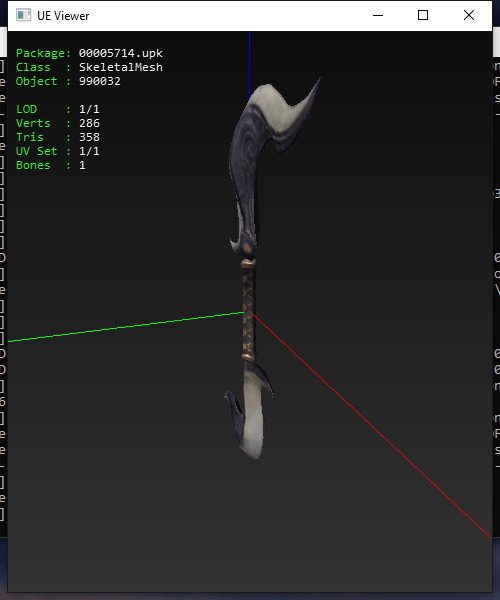 UE Viewer
Package: 00005714.upk
Class : SkeletalMesh
Object : 990032
LOD : 1/1
Verts : 286
Tris : 358
UV Set : 1/1
Bones : 1